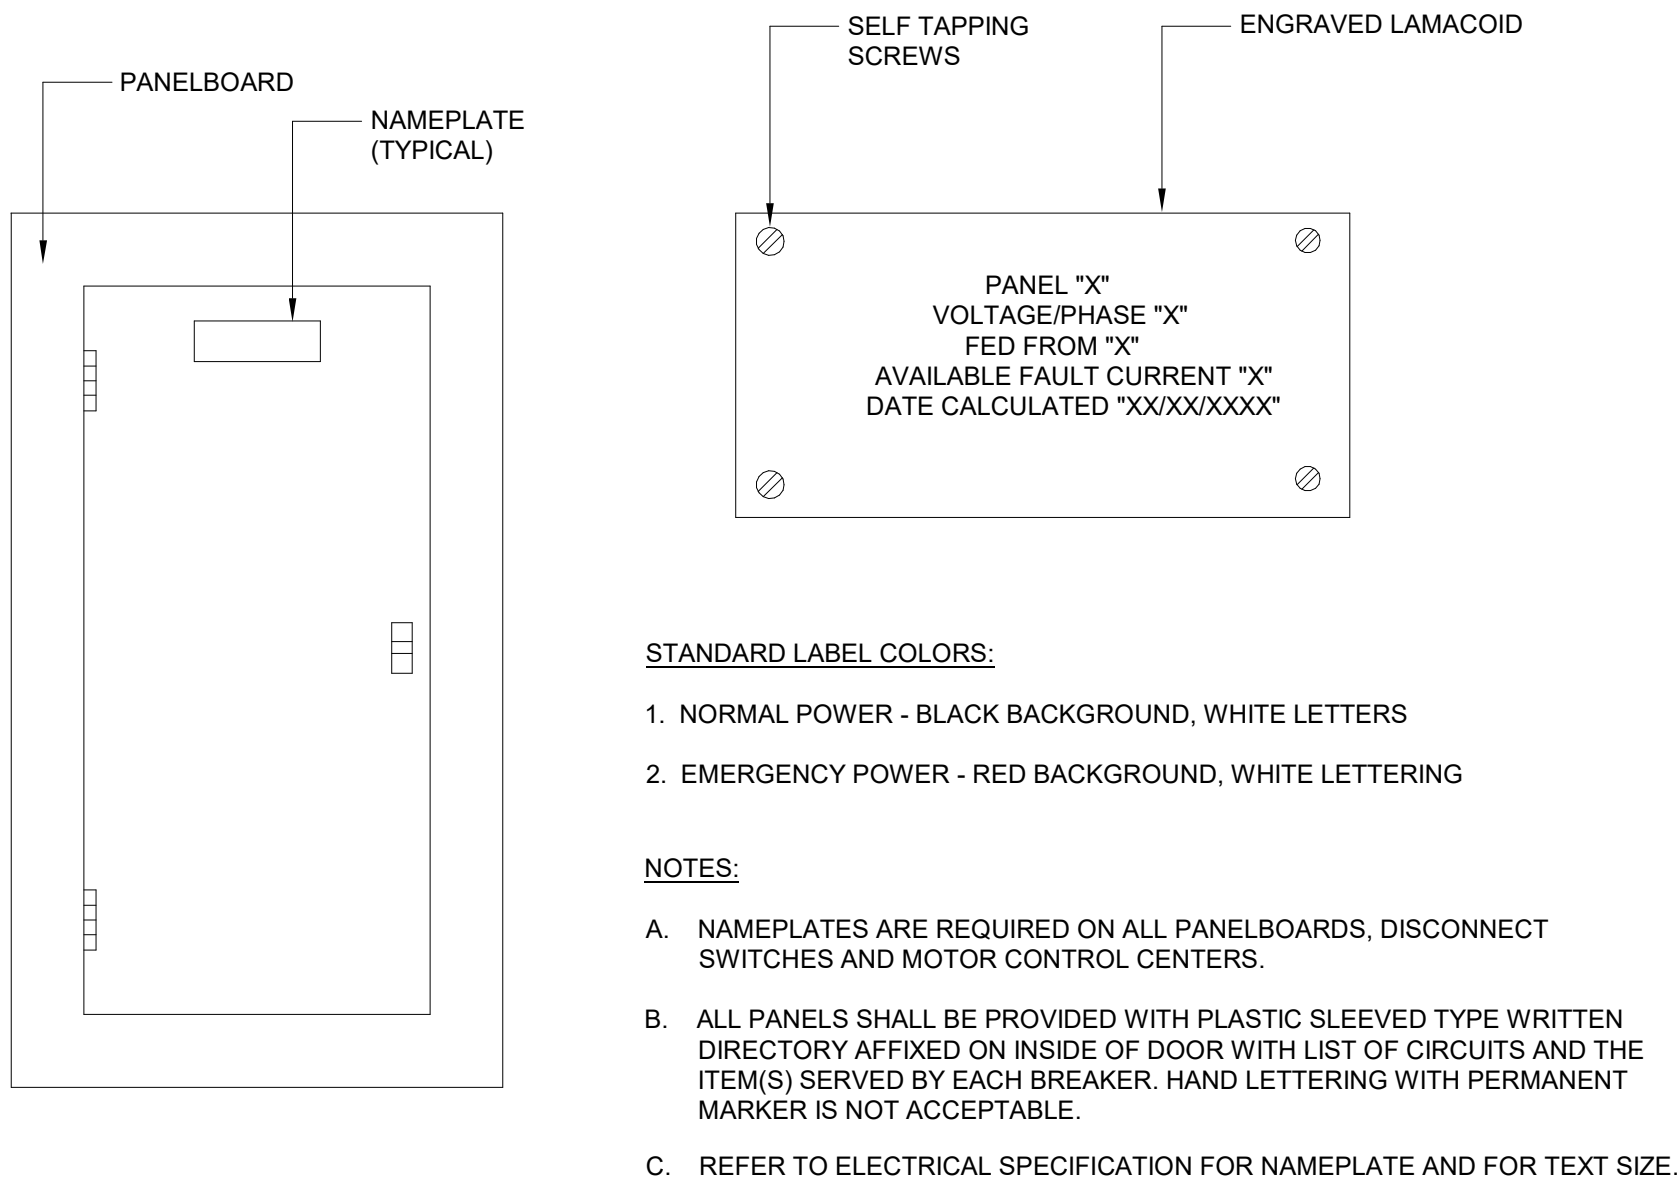 PANELBOARD
NAMEPLATE
(TYPICAL)
SELF TAPPING
SCREWS
ENGRAVED LAMACOID
PANEL "X"
VOLTAGE/PHASE "X"
FED FROM "X"
AVAILABLE FAULT CURRENT "X"
DATE CALCULATED "XX/XX/XXXX"
STANDARD LABEL COLORS:
1. NORMAL POWER - BLACK BACKGROUND, WHITE LETTERS
2. EMERGENCY POWER - RED BACKGROUND, WHITE LETTERING
NOTES:
A. NAMEPLATES ARE REQUIRED ON ALL PANELBOARDS, DISCONNECT
SWITCHES AND MOTOR CONTROL CENTERS.
B. ALL PANELS SHALL BE PROVIDED WITH PLASTIC SLEEVED TYPE WRITTEN
DIRECTORY AFFIXED ON INSIDE OF DOOR WITH LIST OF CIRCUITS AND THE
ITEM(S) SERVED BY EACH BREAKER. HAND LETTERING WITH PERMANENT
MARKER IS NOT ACCEPTABLE.
C. REFER TO ELECTRICAL SPECIFICATION FOR NAMEPLATE AND FOR TEXT SIZE.